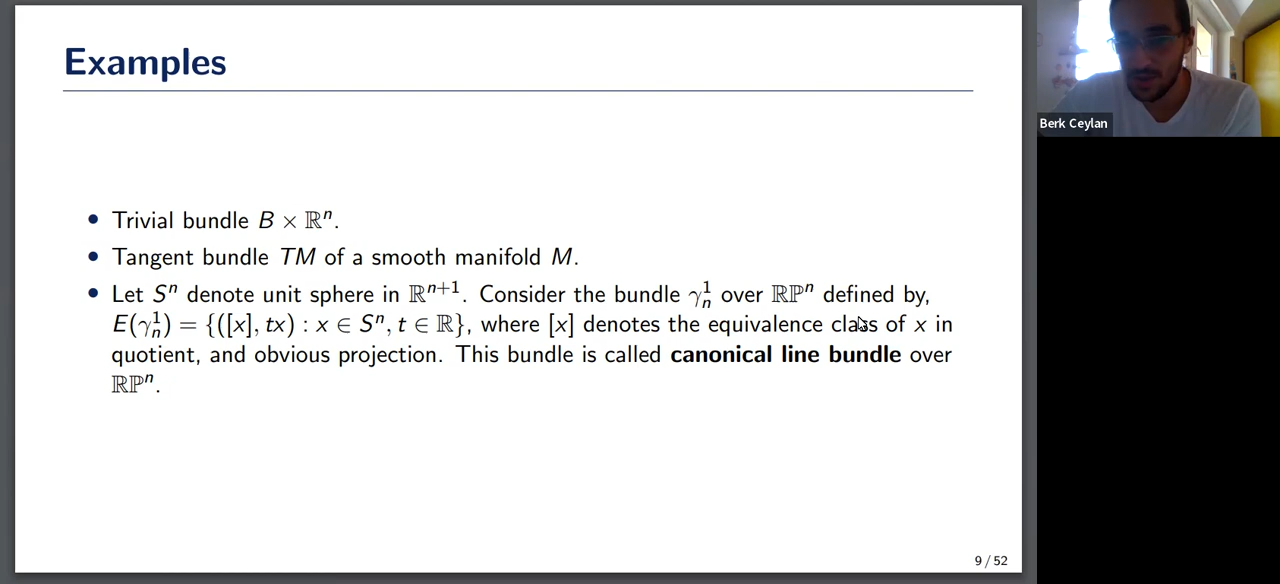 Examples
• Trivial bundle B × ℝⁿ.
• Tangent bundle TM of a smooth manifold M.
• Let Sⁿ denote unit sphere in ℝⁿ⁺¹. Consider the bundle γ¹ₙ over ℝℙⁿ defined by,
E(γ¹ₙ) = {([x], tx) : x ∈ Sⁿ, t ∈ ℝ}, where [x] denotes the equivalence class of x in
quotient, and obvious projection. This bundle is called canonical line bundle over
ℝℙⁿ.
9 / 52
Berk Ceylan